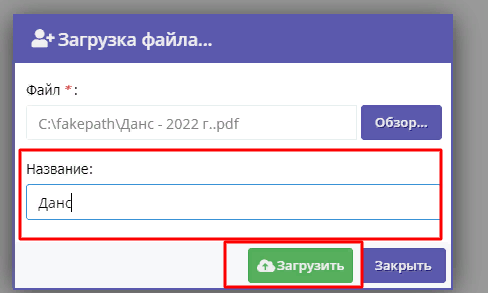 Загрузка файла...
Файл * :
C:\fakepath\Данс - 2022 г..pdf Обзор...
Название:
Данс
Загрузить Закрыть